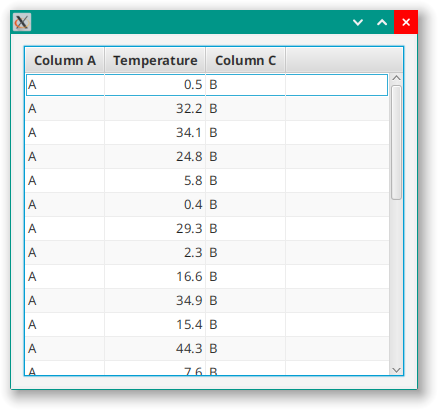 Column A Temperature Column C
A 0.5 B
A 32.2 B
A 34.1 B
A 24.8 B
A 5.8 B
A 0.4 B
A 29.3 B
A 2.3 B
A 16.6 B
A 34.9 B
A 15.4 B
A 44.3 B
A 7.6 B